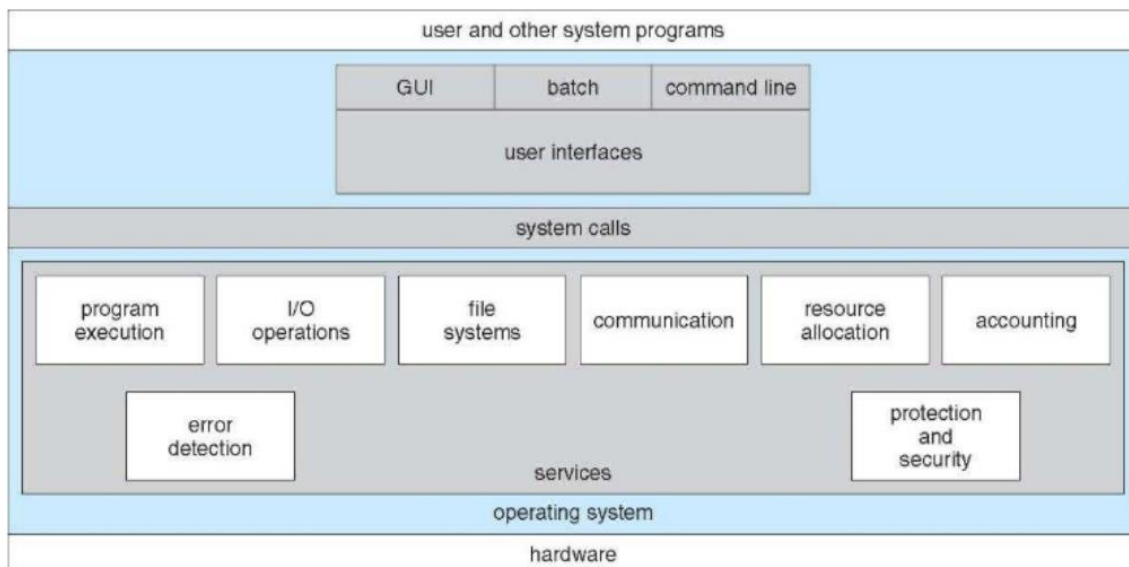 user and other system programs
GUI
batch
command line
user interfaces
system calls
program
execution
I/O
operations
file
systems
communication
resource
allocation
accounting
error
detection
protection
and
security
services
operating system
hardware